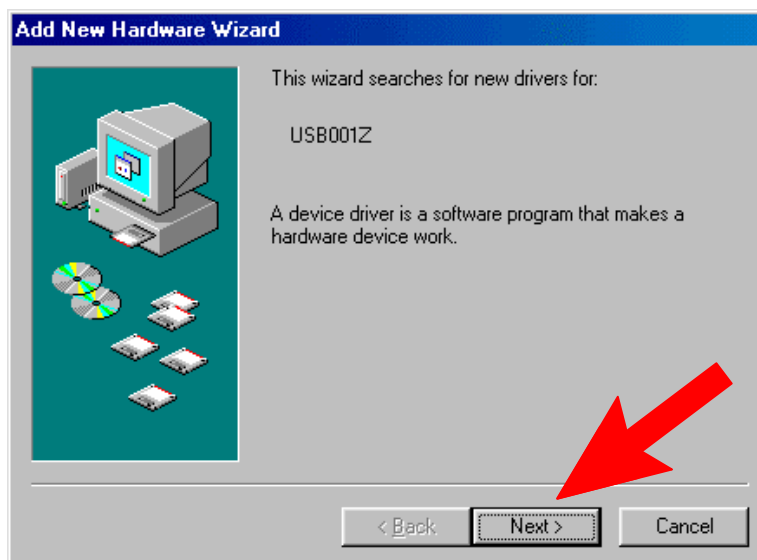 Add New Hardware Wizard
This wizard searches for new drivers for:
USB001Z
A device driver is a software program that makes a
hardware device work.
< Back
Next >
Cancel